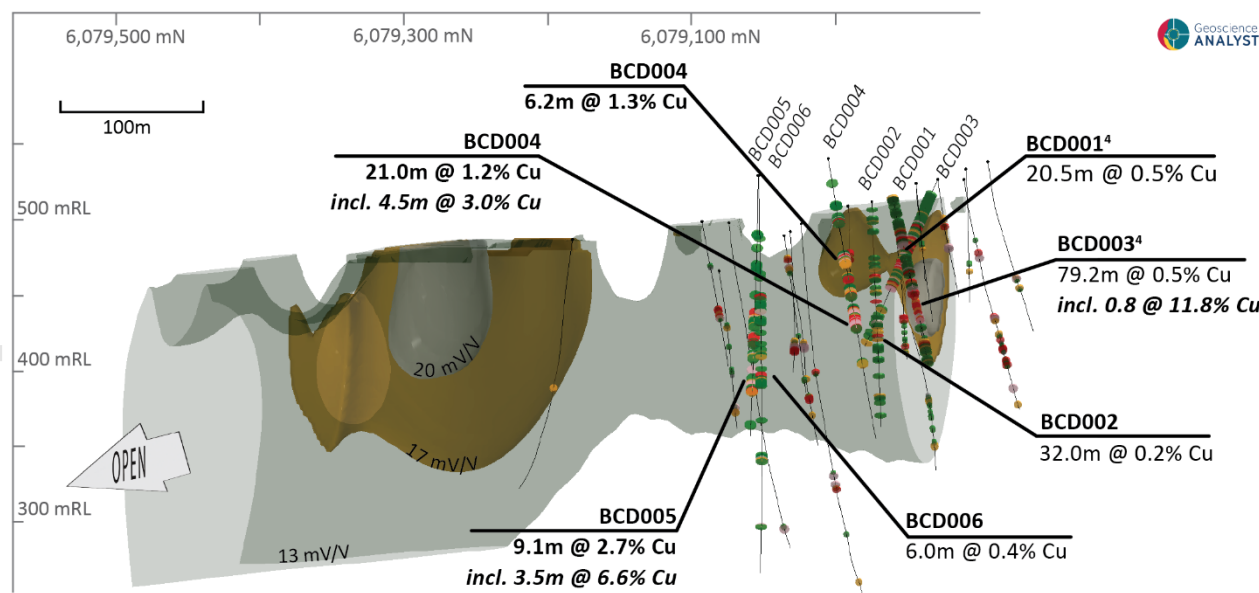 6,079,500 mN
6,079,300 mN
6,079,100 mN
Geoscience
ANALYST
100m
BCD004
6.2m @ 1.3% Cu
BCD004
21.0m @ 1.2% Cu
incl. 4.5m @ 3.0% Cu
BCD005
BCD006
BCD004
BCD002
BCD001
BCD003
BCD001⁴
20.5m @ 0.5% Cu
BCD003⁴
79.2m @ 0.5% Cu
incl. 0.8 @ 11.8% Cu
500 mRL
400 mRL
300 mRL
20 mV/V
17 mV/V
13 mV/V
OPEN
BCD002
32.0m @ 0.2% Cu
BCD005
9.1m @ 2.7% Cu
incl. 3.5m @ 6.6% Cu
BCD006
6.0m @ 0.4% Cu